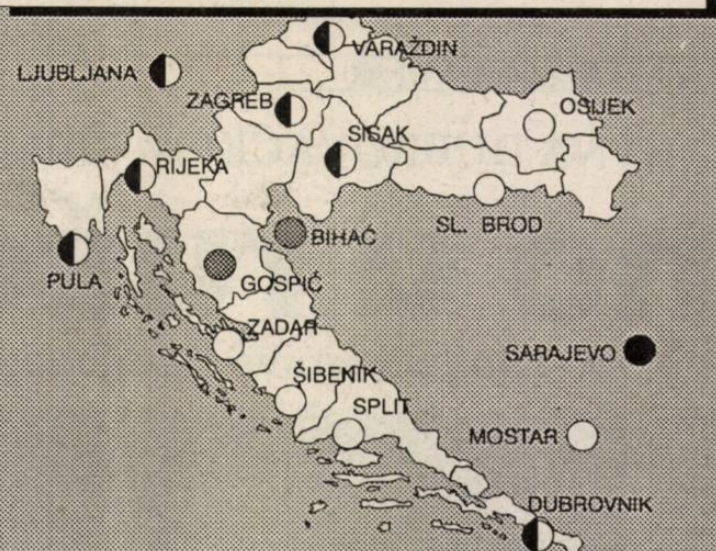 VARAŽDIN
LJUBLJANA
ZAGREB
OSIJEK
SISAK
RIJEKA
SL. BROD
BIHAĆ
PULA
GOSPIĆ
ZADAR
SARAJEVO
ŠIBENIK
SPLIT
MOSTAR
DUBROVNIK